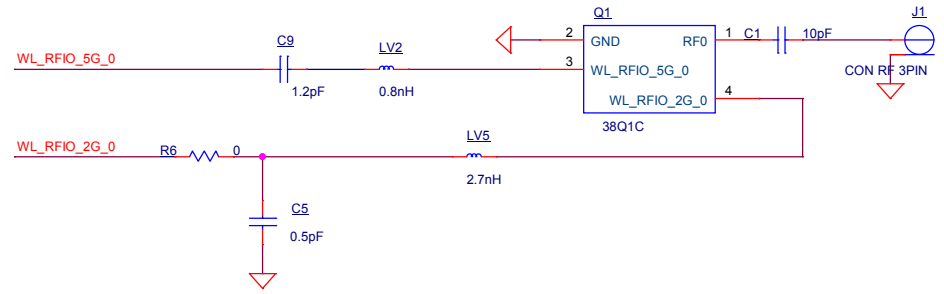 Q1
J1
C9
LV2
2
GND
RF0
1
C1
10pF
WL_RFIO_5G_0
3
WL_RFIO_5G_0
CON RF 3PIN
1.2pF
0.8nH
WL_RFIO_2G_0
4
38Q1C
WL_RFIO_2G_0
R6
0
LV5
2.7nH
C5
0.5pF